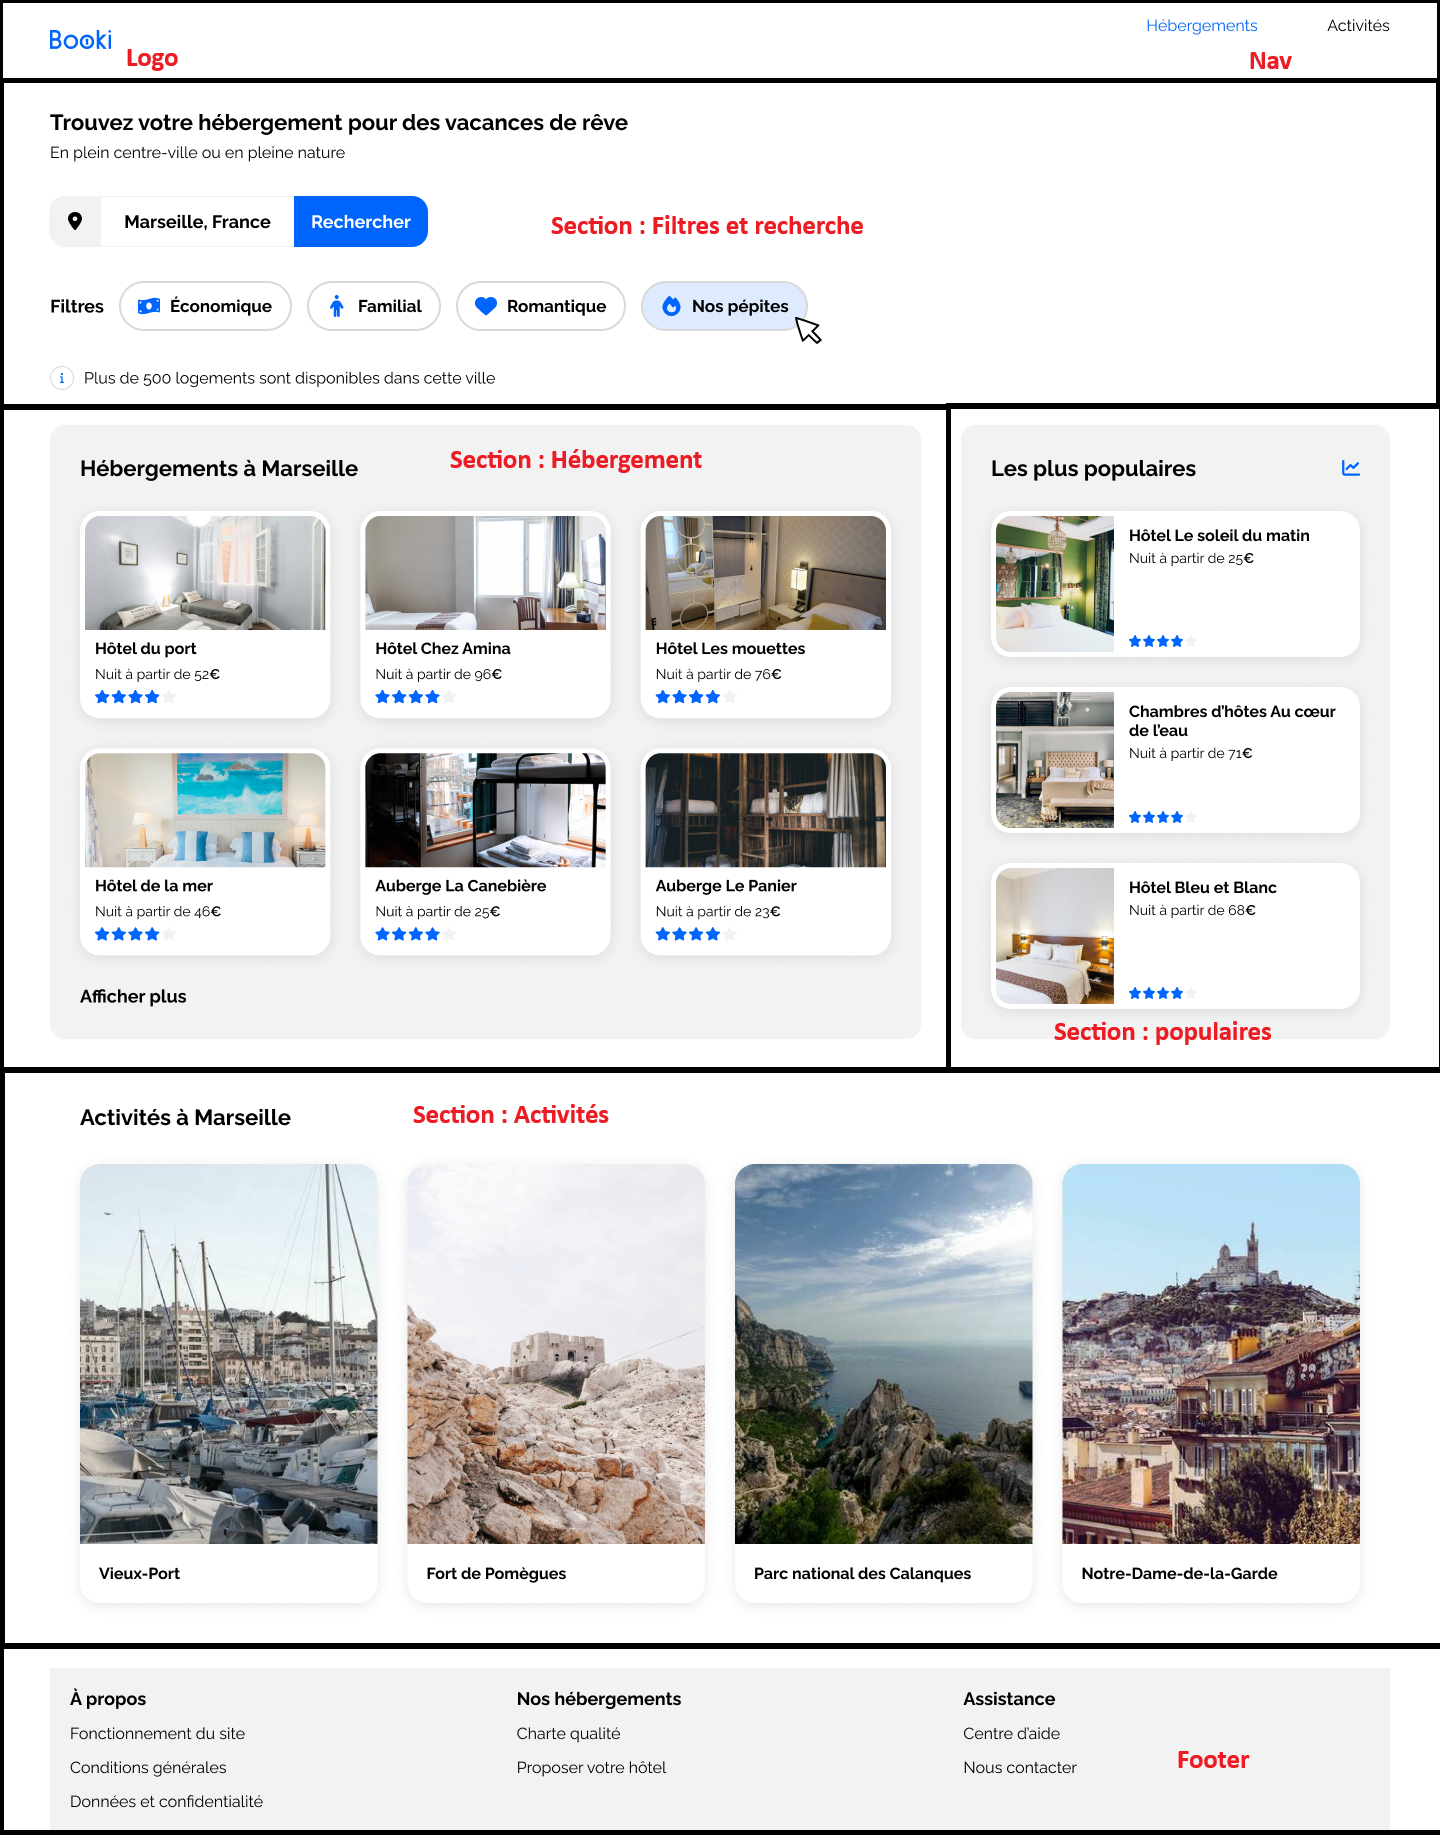 Booki
Logo
Hébergements
Activités
Nav
Trouvez votre hébergement pour des vacances de rêve
En plein centre-ville ou en pleine nature
Marseille, France
Rechercher
Section : Filtres et recherche
Filtres
Économique
Familial
Romantique
Nos pépites
Plus de 500 logements sont disponibles dans cette ville
Hébergements à Marseille
Section : Hébergement
Hôtel du port
Nuit à partir de 52€
Hôtel Chez Amina
Nuit à partir de 96€
Hôtel Les mouettes
Nuit à partir de 76€
Hôtel de la mer
Nuit à partir de 46€
Auberge La Canebière
Nuit à partir de 25€
Auberge Le Panier
Nuit à partir de 23€
Afficher plus
Les plus populaires
Hôtel Le soleil du matin
Nuit à partir de 25€
Chambres d'hôtes Au cœur
de l'eau
Nuit à partir de 71€
Hôtel Bleu et Blanc
Nuit à partir de 68€
Section : populaires
Activités à Marseille
Section : Activités
Vieux-Port
Fort de Pomègues
Parc national des Calanques
Notre-Dame-de-la-Garde
À propos
Fonctionnement du site
Conditions générales
Données et confidentialité
Nos hébergements
Charte qualité
Proposer votre hôtel
Assistance
Centre d'aide
Nous contacter
Footer